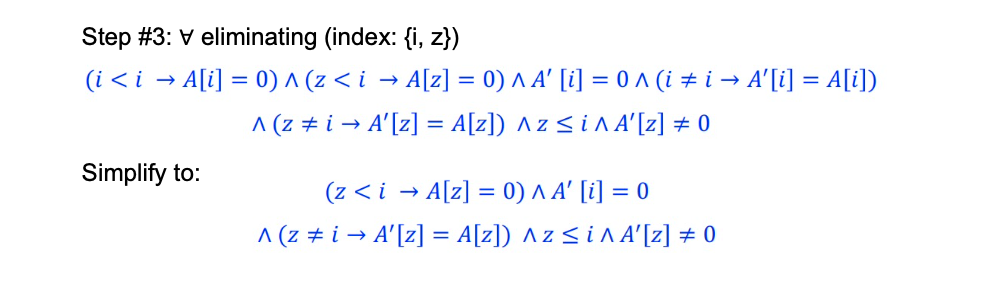 Step #3: ∀ eliminating (index: {i, z})
(i < i → A[i] = 0) ∧ (z < i → A[z] = 0) ∧ A′ [i] = 0 ∧ (i ≠ i → A′[i] = A[i])
∧ (z ≠ i → A′[z] = A[z]) ∧ z ≤ i ∧ A′[z] ≠ 0
Simplify to:
(z < i → A[z] = 0) ∧ A′ [i] = 0
∧ (z ≠ i → A′[z] = A[z]) ∧ z ≤ i ∧ A′[z] ≠ 0